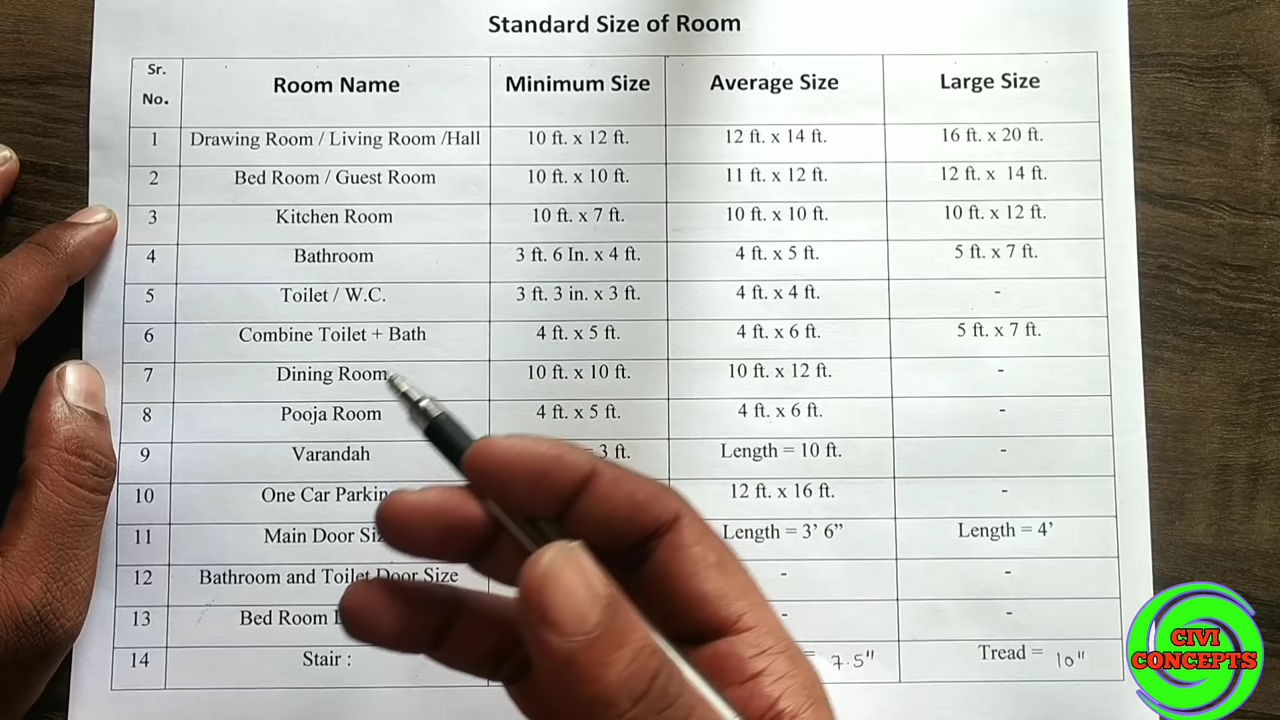 Standard Size of Room
Sr. No. Room Name Minimum Size Average Size Large Size
1 Drawing Room / Living Room /Hall 10 ft. x 12 ft. 12 ft. x 14 ft. 16 ft. x 20 ft.
2 Bed Room / Guest Room 10 ft. x 10 ft. 11 ft. x 12 ft. 12 ft. x 14 ft.
3 Kitchen Room 10 ft. x 7 ft. 10 ft. x 10 ft. 10 ft. x 12 ft.
4 Bathroom 3 ft. 6 In. x 4 ft. 4 ft. x 5 ft. 5 ft. x 7 ft.
5 Toilet / W.C. 3 ft. 3 in. x 3 ft. 4 ft. x 4 ft. -
6 Combine Toilet + Bath 4 ft. x 5 ft. 4 ft. x 6 ft. 5 ft. x 7 ft.
7 Dining Room 10 ft. x 10 ft. 10 ft. x 12 ft. -
8 Pooja Room 4 ft. x 5 ft. 4 ft. x 6 ft. -
9 Varandah = 3 ft. Length = 10 ft. -
10 One Car 12 ft. x 16 ft. -
11 Main Door Length = 3' 6” Length = 4'
12 Bathroom and Toilet Door Size - -
13 Bed Room - -
14 Stair : = 7.5" Tread = 10"
CIVI
CONCEPTS